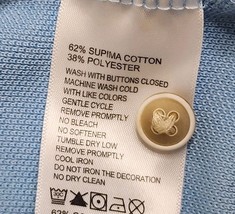 62% SUPIMA COTTON
38% POLYESTER
WASH WITH BUTTONS CLOSED
MACHINE WASH COLD
WITH LIKE COLORS
GENTLE CYCLE
REMOVE PROMPTLY
NO BLEACH
NO SOFTENER
TUMBLE DRY LOW
REMOVE PROMPTLY
COOL IRON
DO NOT IRON THE DECORATION
NO DRY CLEAN